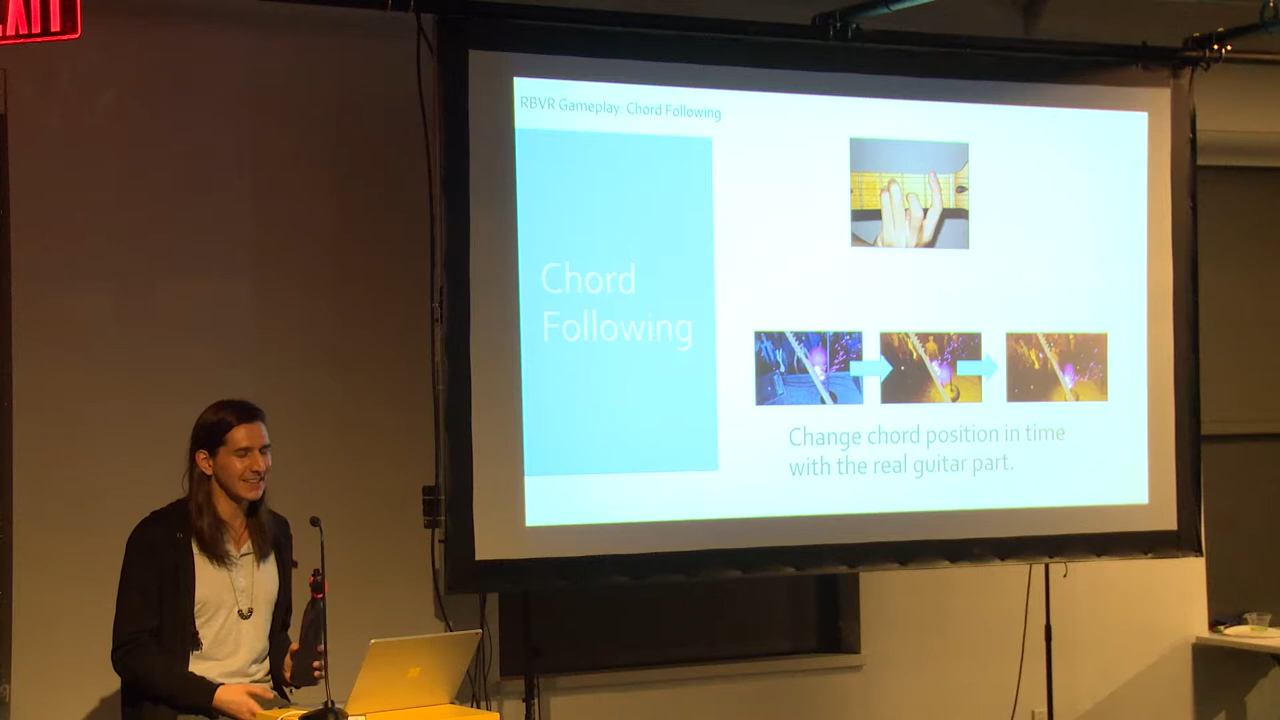 EXIT
RBVR Gameplay: Chord Following
Chord
Following
Change chord position in time
with the real guitar part.